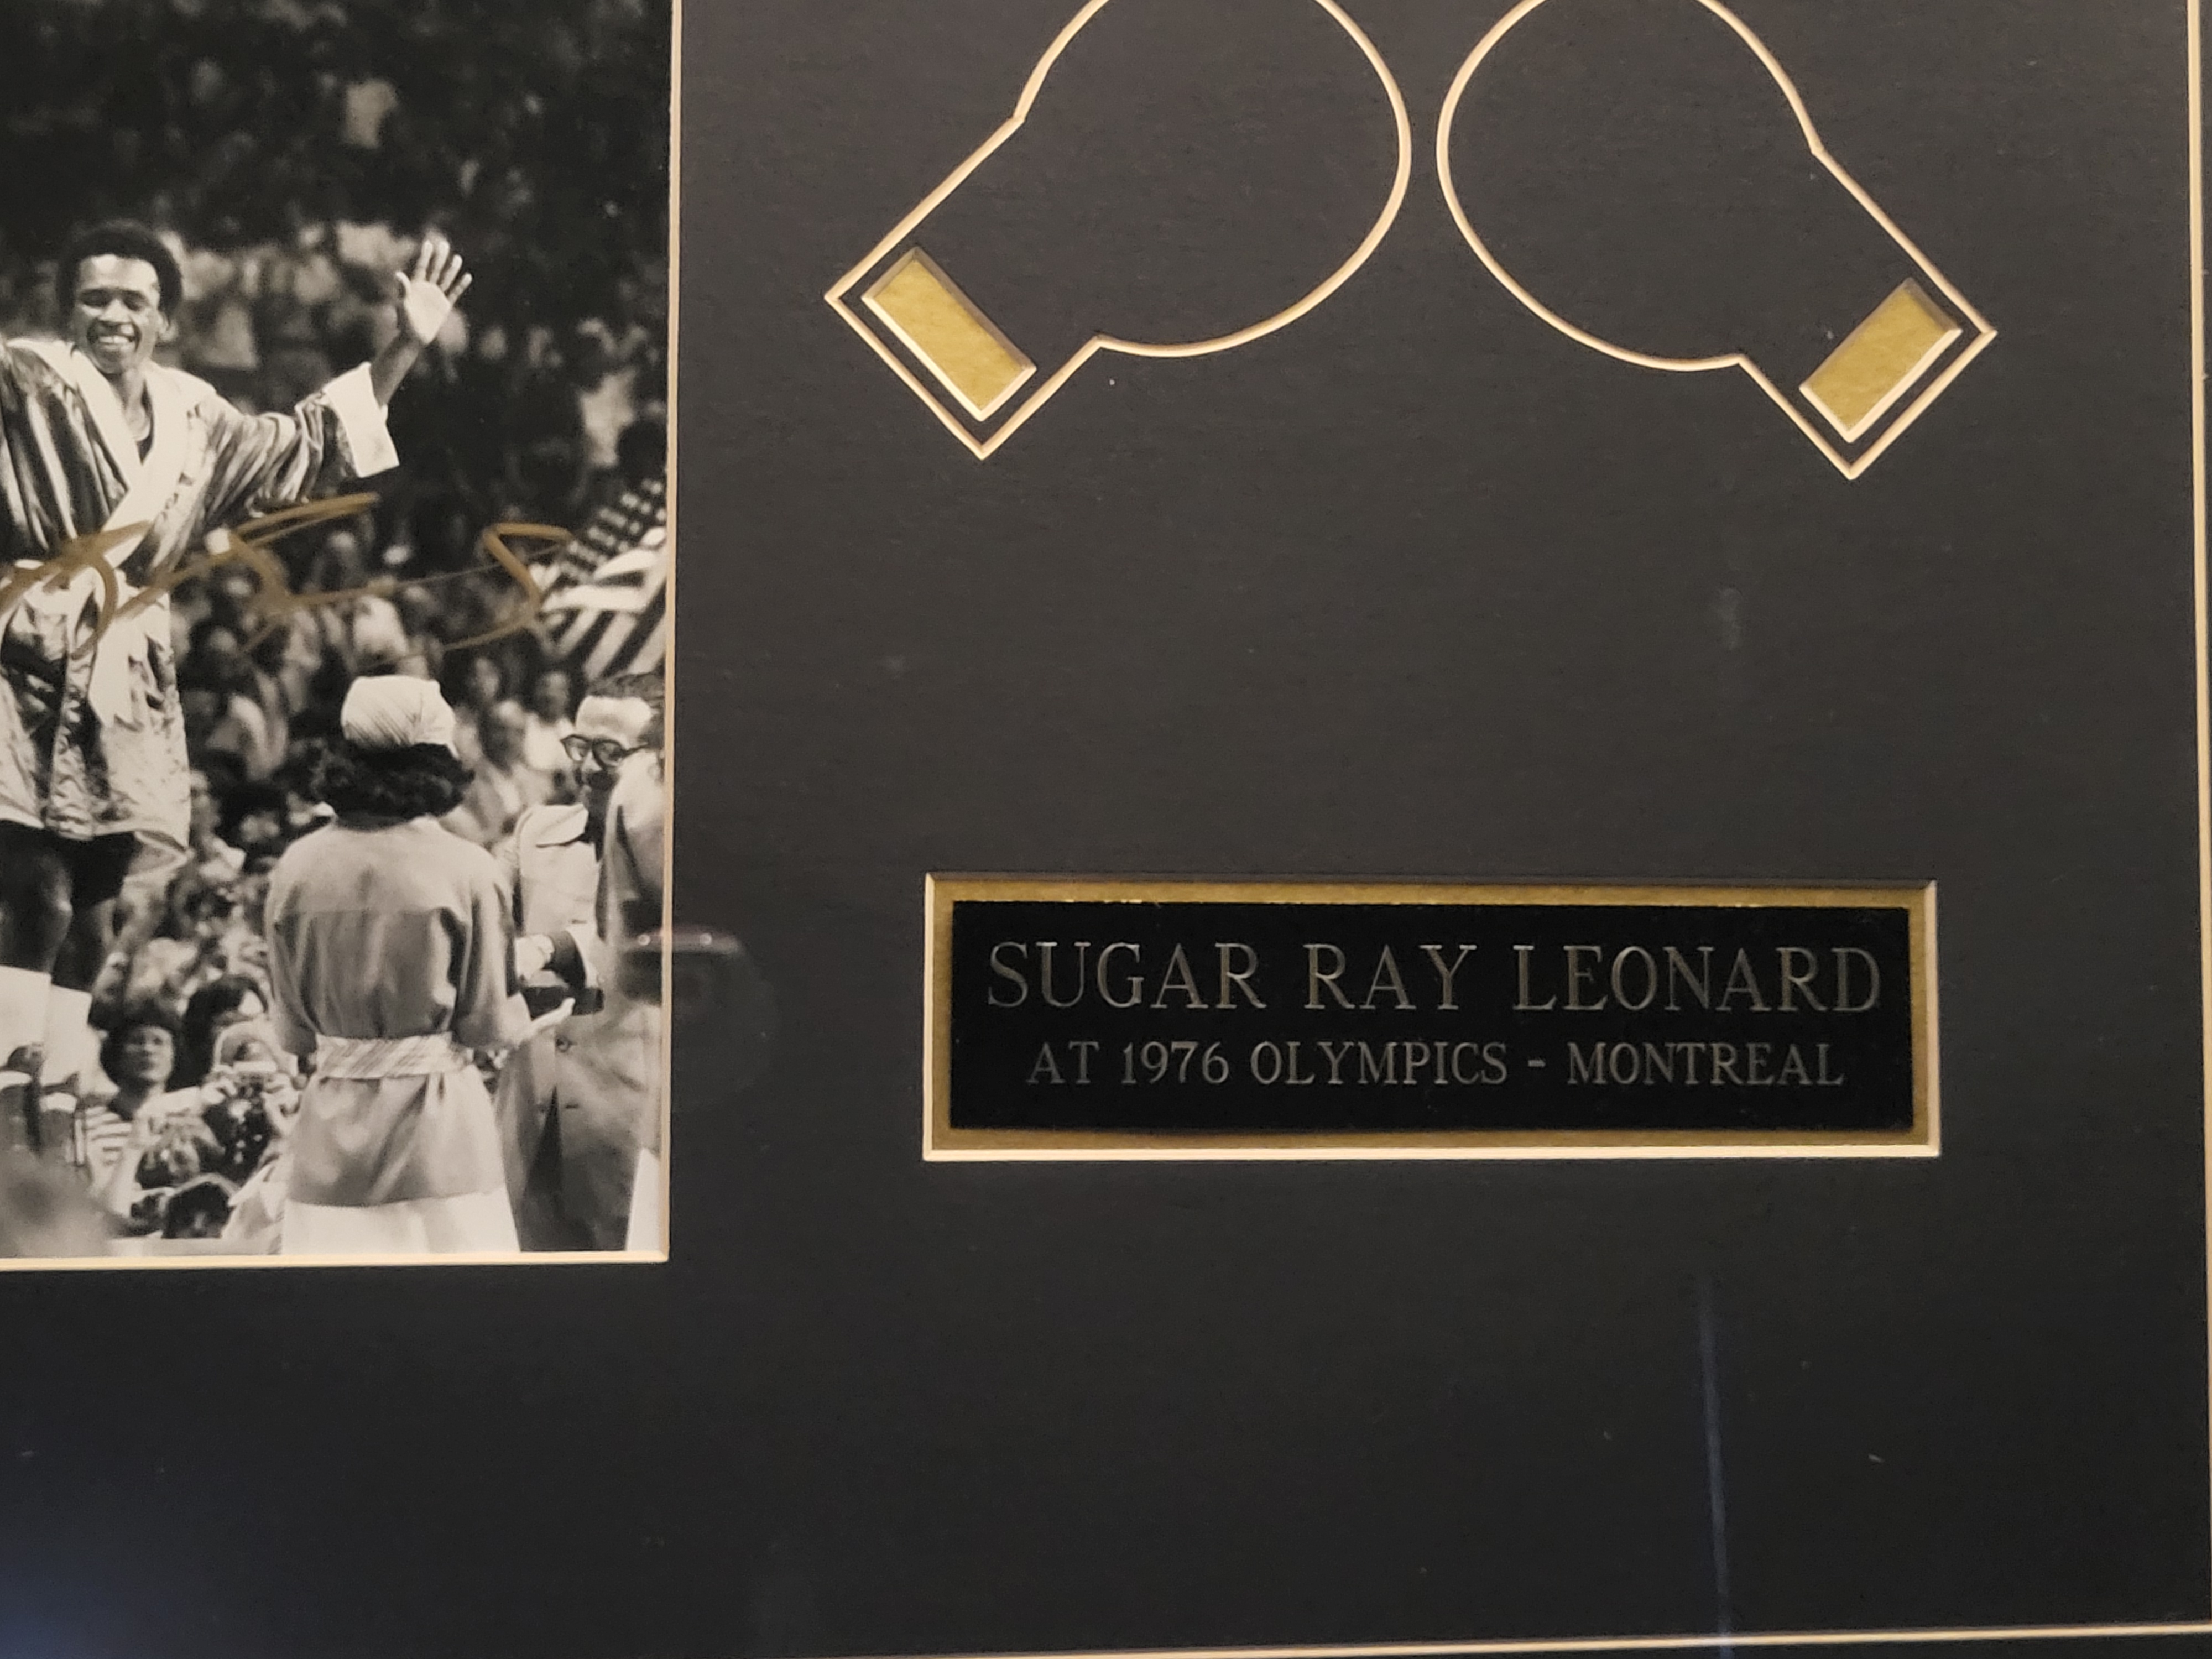 SUGAR RAY LEONARD
AT 1976 OLYMPICS - MONTREAL